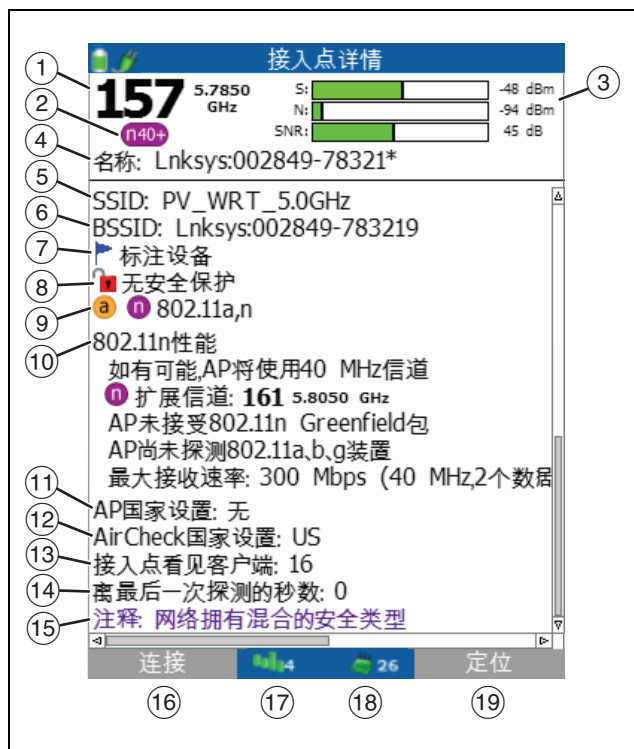 接入点详情
① 157 5.7850 GHz S: -48 dBm ③
N: -94 dBm
② n40+ SNR: 45 dB
④ 名称: Lnksys:002849-78321*
⑤ SSID: PV_WRT_5.0GHz
⑥ BSSID: Lnksys:002849-783219
⑦ 标注设备
⑧ 无安全保护
⑨ a n 802.11a,n
⑩ 802.11n性能
如有可能,AP将使用40 MHz信道
n 扩展信道: 161 5.8050 GHz
AP未接受802.11n Greenfield包
AP尚未探测802.11a,b,g装置
最大接收速率: 300 Mbps (40 MHz,2个数据
⑪ AP国家设置: 无
⑫ AirCheck国家设置: US
⑬ 接入点看见客户端: 16
⑭ 离最后一次探测的秒数: 0
⑮ 注释: 网络拥有混合的安全类型
连接 4 26 定位
⑯ ⑰ ⑱ ⑲